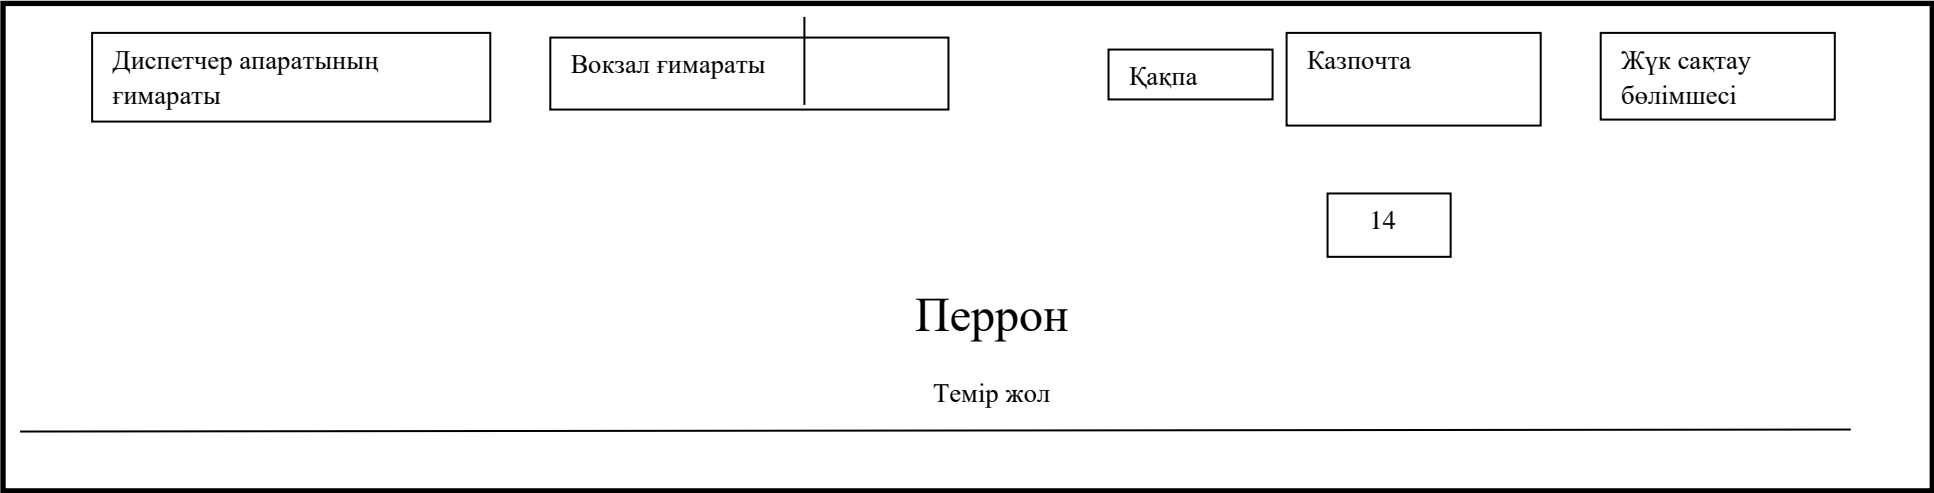 Диспетчер апаратының
ғимараты
Вокзал ғимараты
Қақпа
Казпочта
Жүк сақтау
бөлімшесі
14
Перрон
Темір жол